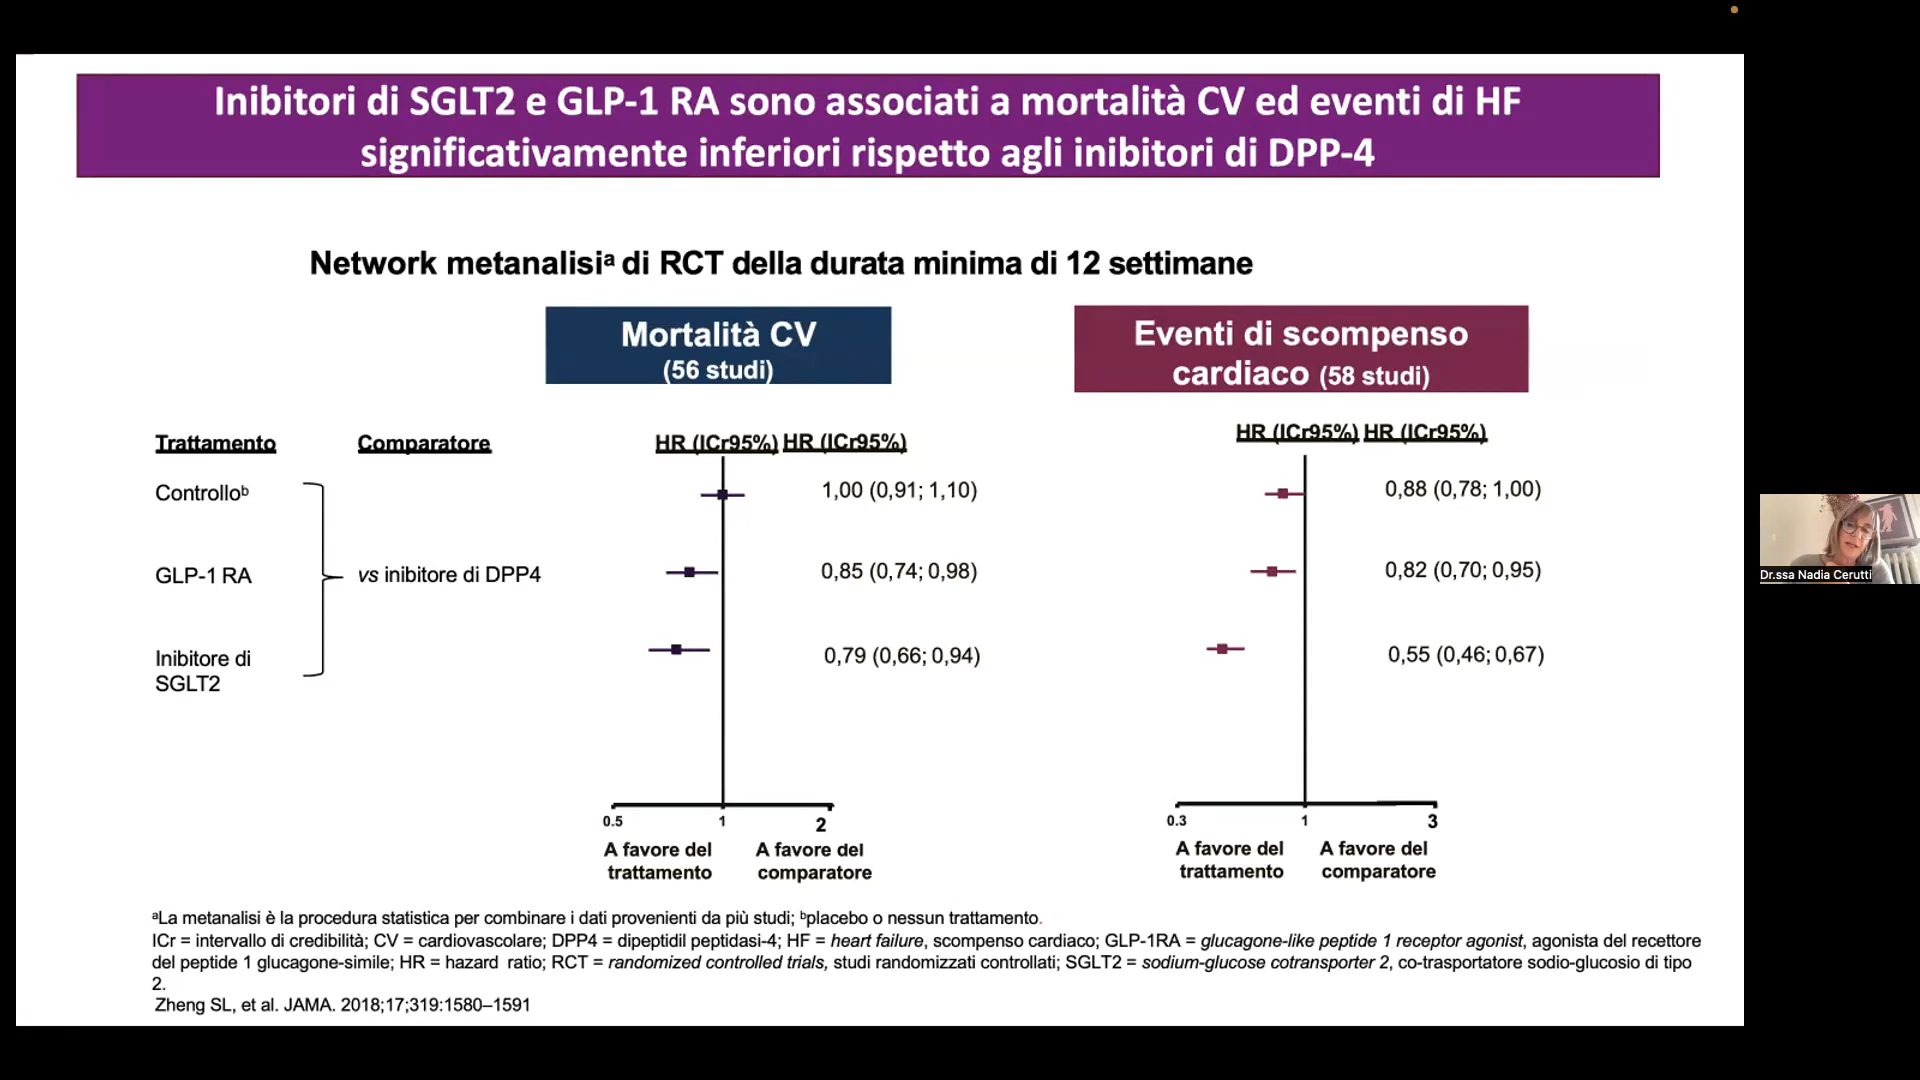 Inibitori di SGLT2 e GLP-1 RA sono associati a mortalità CV ed eventi di HF
significativamente inferiori rispetto agli inibitori di DPP-4
Network metanalisiᵃ di RCT della durata minima di 12 settimane
Mortalità CV
(56 studi)
Eventi di scompenso
cardiaco (58 studi)
Trattamento Comparatore HR (ICr95%) HR (ICr95%) HR (ICr95%) HR (ICr95%)
Controlloᵇ 1,00 (0,91; 1,10) 0,88 (0,78; 1,00)
GLP-1 RA vs inibitore di DPP4 0,85 (0,74; 0,98) 0,82 (0,70; 0,95)
Inibitore di
SGLT2 0,79 (0,66; 0,94) 0,55 (0,46; 0,67)
0.5 1 2 0.3 1 3
A favore del
trattamento
A favore del
comparatore
A favore del
trattamento
A favore del
comparatore
ᵃLa metanalisi è la procedura statistica per combinare i dati provenienti da più studi; ᵇplacebo o nessun trattamento.
ICr = intervallo di credibilità; CV = cardiovascolare; DPP4 = dipeptidil peptidasi-4; HF = heart failure, scompenso cardiaco; GLP-1RA = glucagone-like peptide 1 receptor agonist, agonista del recettore
del peptide 1 glucagone-simile; HR = hazard ratio; RCT = randomized controlled trials, studi randomizzati controllati; SGLT2 = sodium-glucose cotransporter 2, co-trasportatore sodio-glucosio di tipo
2.
Zheng SL, et al. JAMA. 2018;17;319:1580–1591
Dr.ssa Nadia Cerutti